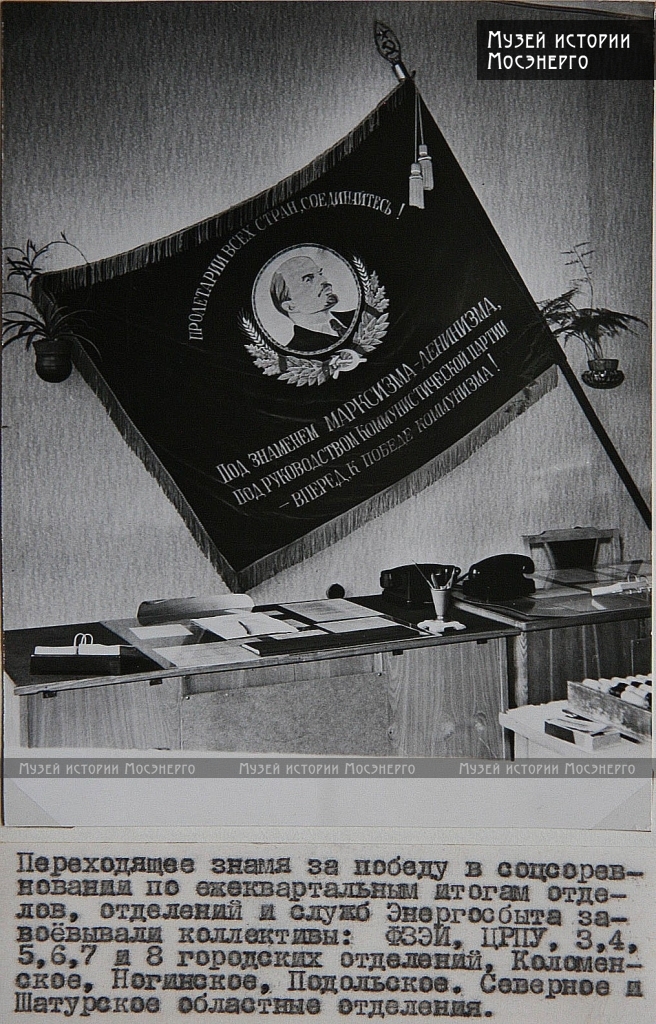 Музей истории
Мосэнерго
ПРОЛЕТАРИИ ВСЕХ СТРАН, СОЕДИНЯЙТЕСЬ!
ПОД ЗНАМЕНЕМ МАРКСИЗМА-ЛЕНИНИЗМА,
ПОД РУКОВОДСТВОМ КОММУНИСТИЧЕСКОЙ ПАРТИИ
- ВПЕРЕД, К ПОБЕДЕ КОММУНИЗМА!
Музей истории Мосэнерго Музей истории Мосэнерго Музей истории Мосэнерго
Переходящее знамя за победу в соцсорев-
новании по ежеквартальным итогам отде-
лов, отделений и служб Энергосбыта за-
воёвывали коллективы: ФЗЭИ, ЦРПУ, 3,4,
5,6,7 и 8 городских отделений, Коломен-
ское, Ногинское, Подольское. Северное и
Шатурское областные отделения.